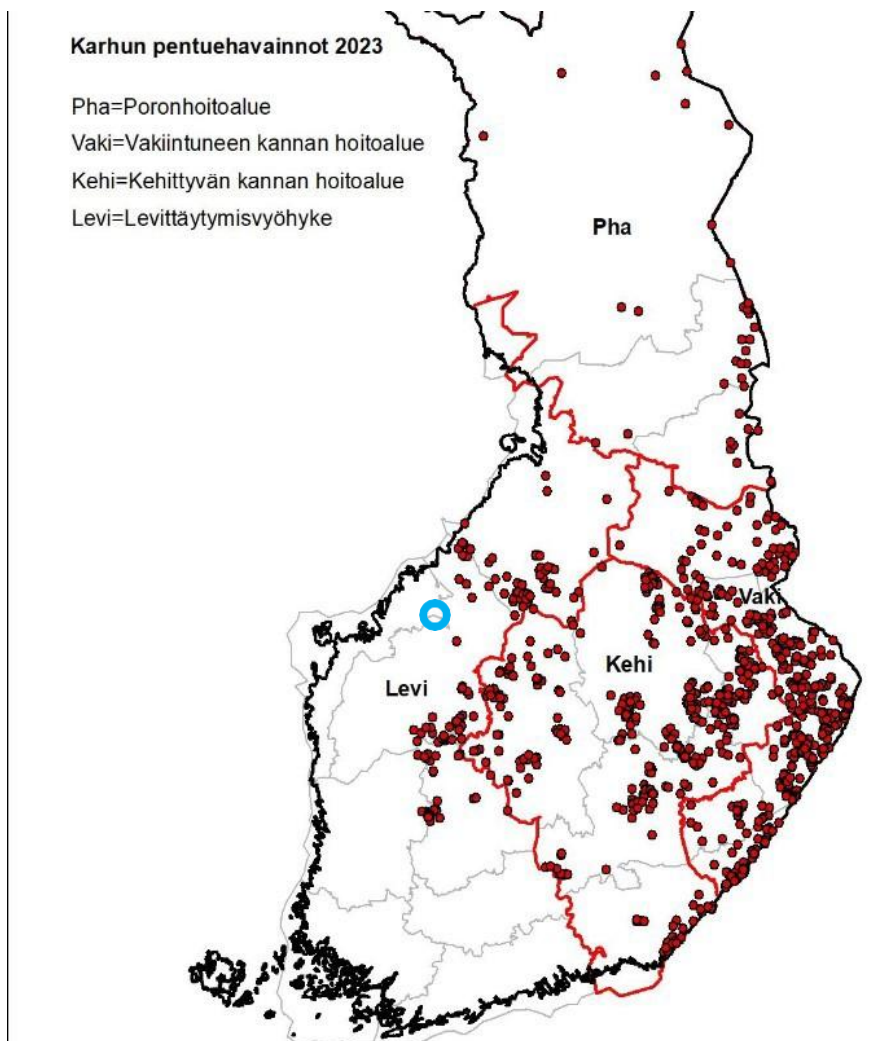 Karhun pentuehavainnot 2023
Pha=Poronhoitoalue
Vaki=Vakiintuneen kannan hoitoalue
Kehi=Kehittyvän kannan hoitoalue
Levi=Levittäytymisvyöhyke
Pha
Vaki
Kehi
Levi